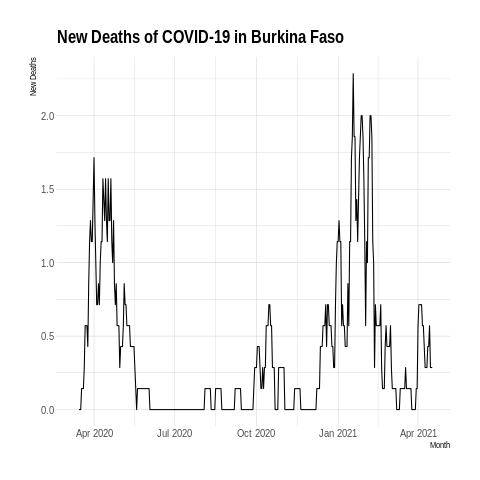 New Deaths of COVID-19 in Burkina Faso
New Deaths
2.0
1.5
1.0
0.5
0.0
Apr 2020 Jul 2020 Oct 2020 Jan 2021 Apr 2021
Month